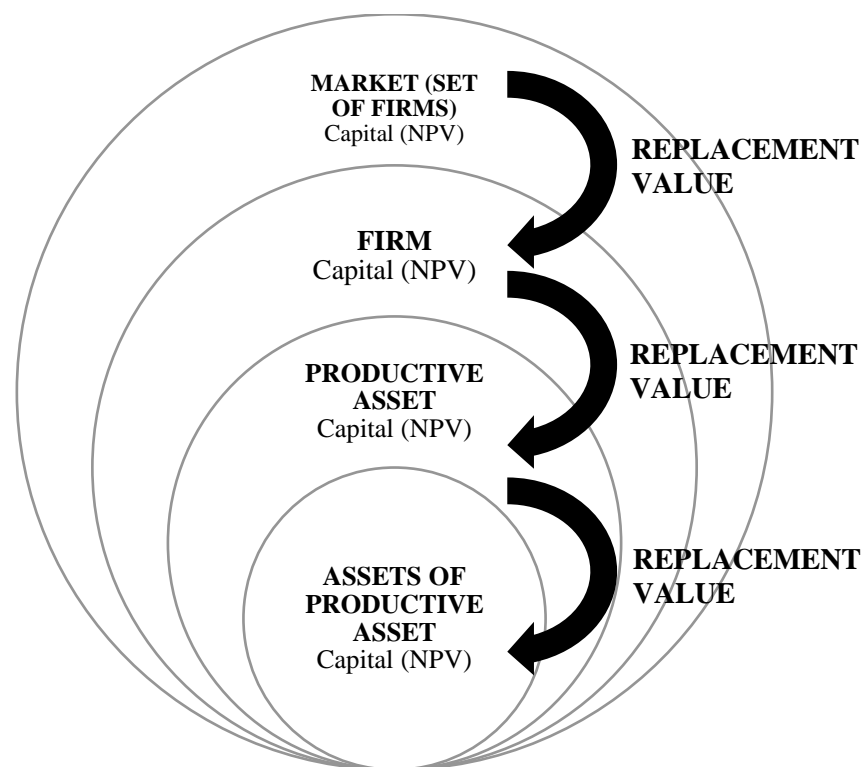 MARKET (SET
OF FIRMS)
Capital (NPV)
REPLACEMENT
VALUE
FIRM
Capital (NPV)
REPLACEMENT
VALUE
PRODUCTIVE
ASSET
Capital (NPV)
REPLACEMENT
VALUE
ASSETS OF
PRODUCTIVE
ASSET
Capital (NPV)